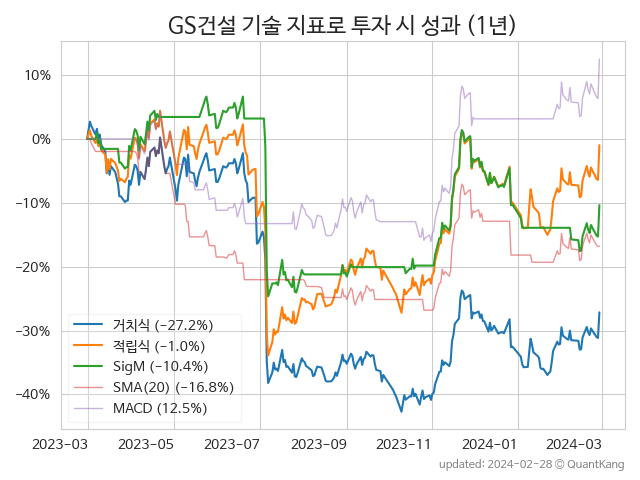 GS건설 기술 지표로 투자 시 성과 (1년)
10%
0%
−10%
−20%
−30%
−40%
거치식 (−27.2%)
적립식 (−1.0%)
SigM (−10.4%)
SMA(20) (−16.8%)
MACD (12.5%)
2023-03 2023-05 2023-07 2023-09 2023-11 2024-01 2024-03
updated: 2024-02-28 ⓒ QuantKang